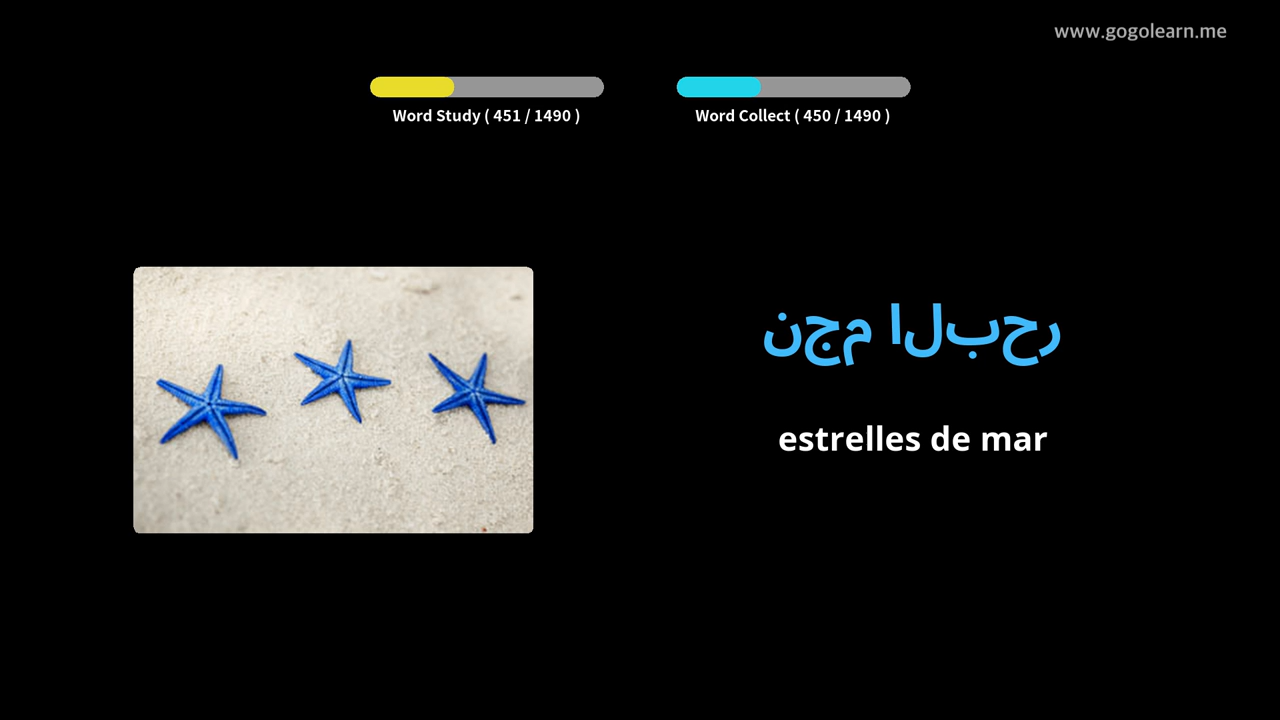 www.gogolearn.me
Word Study ( 451 / 1490 )
Word Collect ( 450 / 1490 )
نجم البحر
estrelles de mar